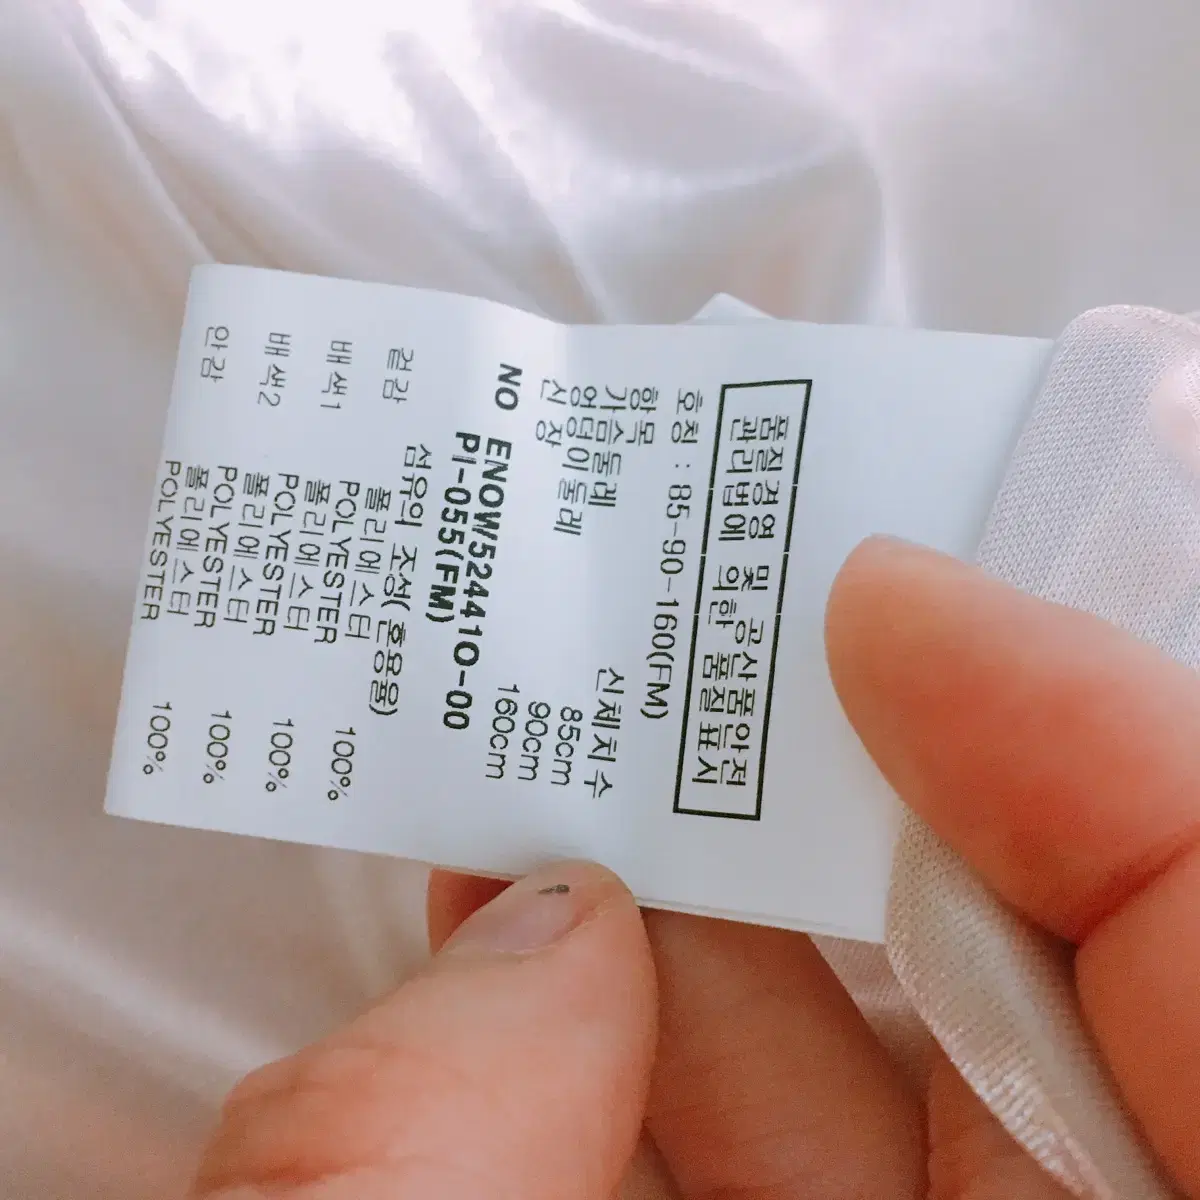 품질경영 및 공산품안전
관리법에 의한 품질표시
호칭 : 85-90-160(FM)
항목 신체치수
가슴둘레 85cm
엉덩이둘레 90cm
신장 160cm
NO ENOW524410-00
PI-055(FM)
섬유의 조성(혼용율)
겉감 폴리에스터
POLYESTER 100%
배색1 폴리에스터
POLYESTER 100%
배색2 폴리에스터
POLYESTER 100%
안감 폴리에스터
POLYESTER 100%